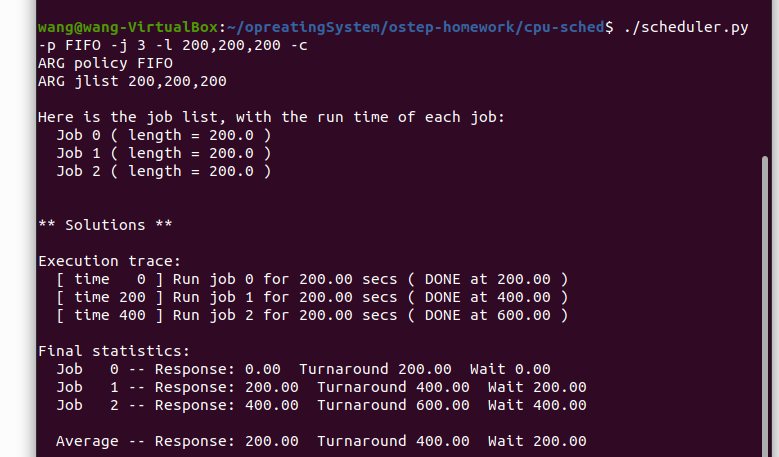 wang@wang-VirtualBox:~/opreatingSystem/ostep-homework/cpu-sched$ ./scheduler.py
-p FIFO -j 3 -l 200,200,200 -c
ARG policy FIFO
ARG jlist 200,200,200
Here is the job list, with the run time of each job:
  Job 0 ( length = 200.0 )
  Job 1 ( length = 200.0 )
  Job 2 ( length = 200.0 )
** Solutions **
Execution trace:
  [ time   0 ] Run job 0 for 200.00 secs ( DONE at 200.00 )
  [ time 200 ] Run job 1 for 200.00 secs ( DONE at 400.00 )
  [ time 400 ] Run job 2 for 200.00 secs ( DONE at 600.00 )
Final statistics:
  Job   0 -- Response: 0.00  Turnaround 200.00  Wait 0.00
  Job   1 -- Response: 200.00  Turnaround 400.00  Wait 200.00
  Job   2 -- Response: 400.00  Turnaround 600.00  Wait 400.00
  Average -- Response: 200.00  Turnaround 400.00  Wait 200.00